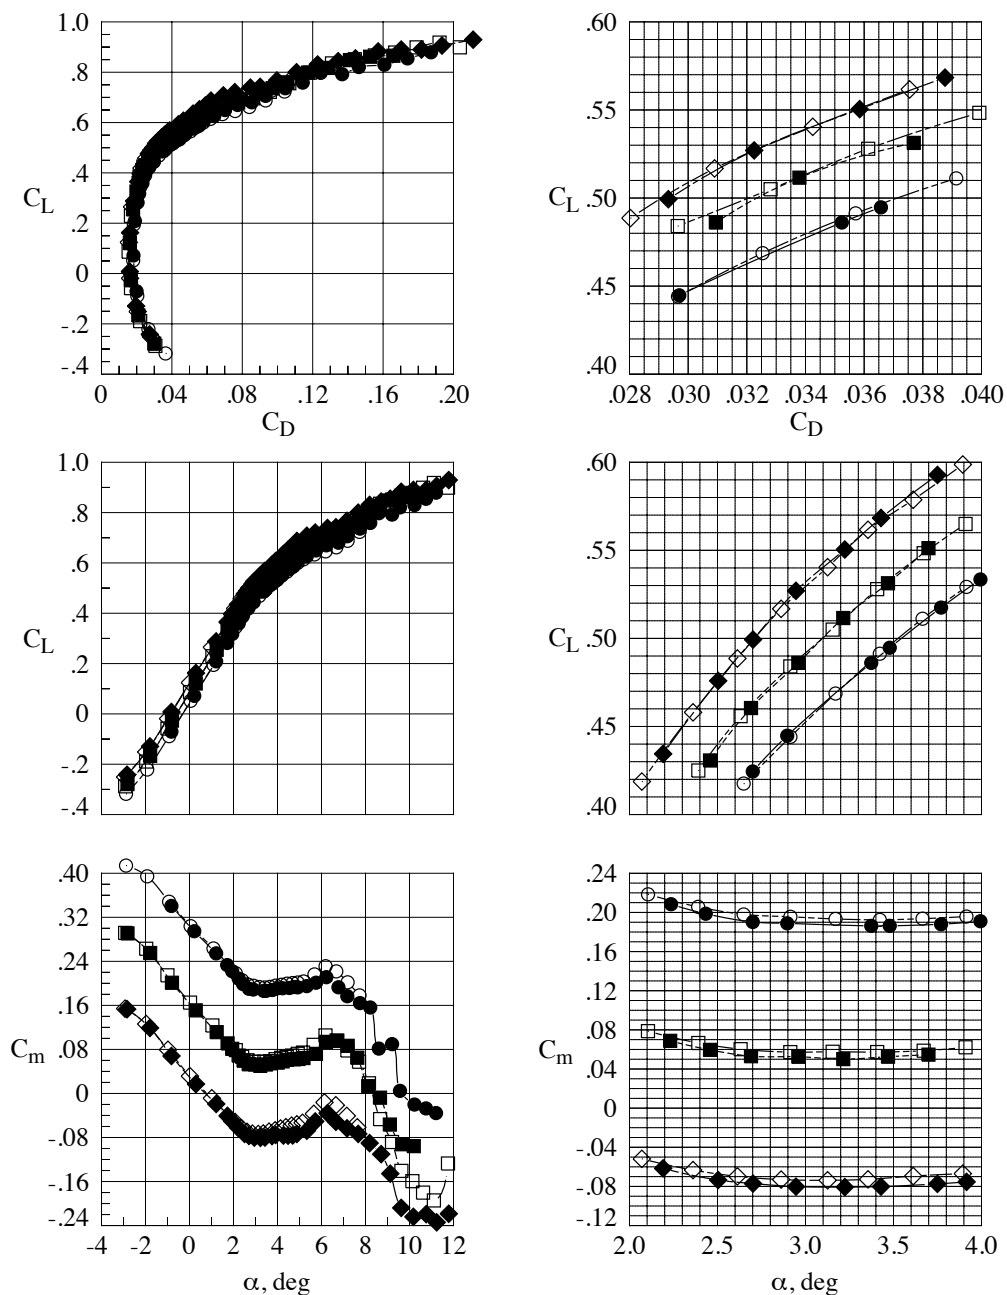 1.0
.8
.6
C_L .4
.2
0
-.2
-.4
0 .04 .08 .12 .16 .20
C_D
.60
.55
C_L .50
.45
.40
.028 .030 .032 .034 .036 .038 .040
C_D
1.0
.8
.6
C_L .4
.2
0
-.2
-.4
.60
.55
C_L .50
.45
.40
.40
.32
.24
.16
C_m .08
0
-.08
-.16
-.24
-4 -2 0 2 4 6 8 10 12
α, deg
.24
.20
.16
.12
C_m .08
.04
0
-.04
-.08
-.12
2.0 2.5 3.0 3.5 4.0
α, deg